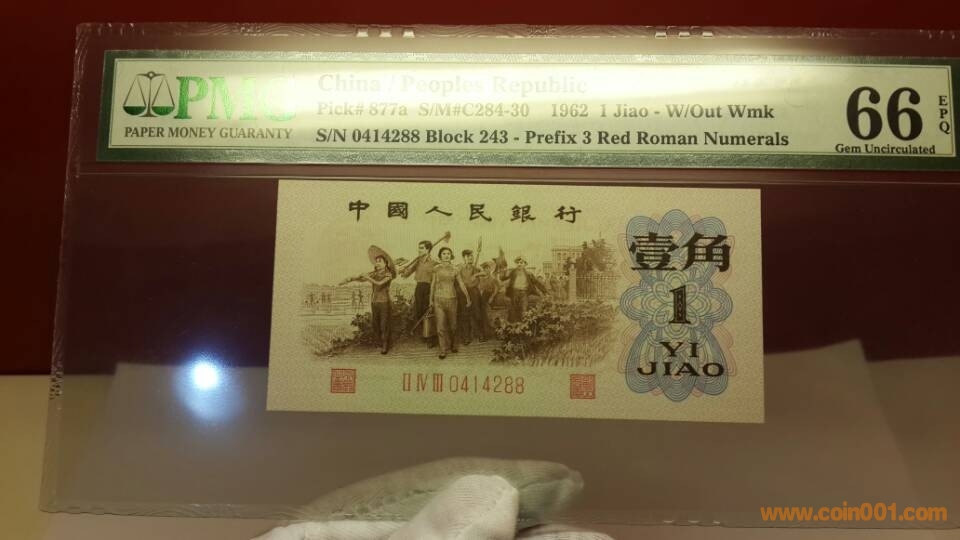 PMG
PAPER MONEY GUARANTY
China / Peoples Republic
Pick# 877a S/M#C284-30 1962 1 Jiao - W/Out Wmk
S/N 0414288 Block 243 - Prefix 3 Red Roman Numerals
66
EPQ
Gem Uncirculated
中國人民銀行
壹角
1
YI
JIAO
II IV III 0414288
www.coin001.com